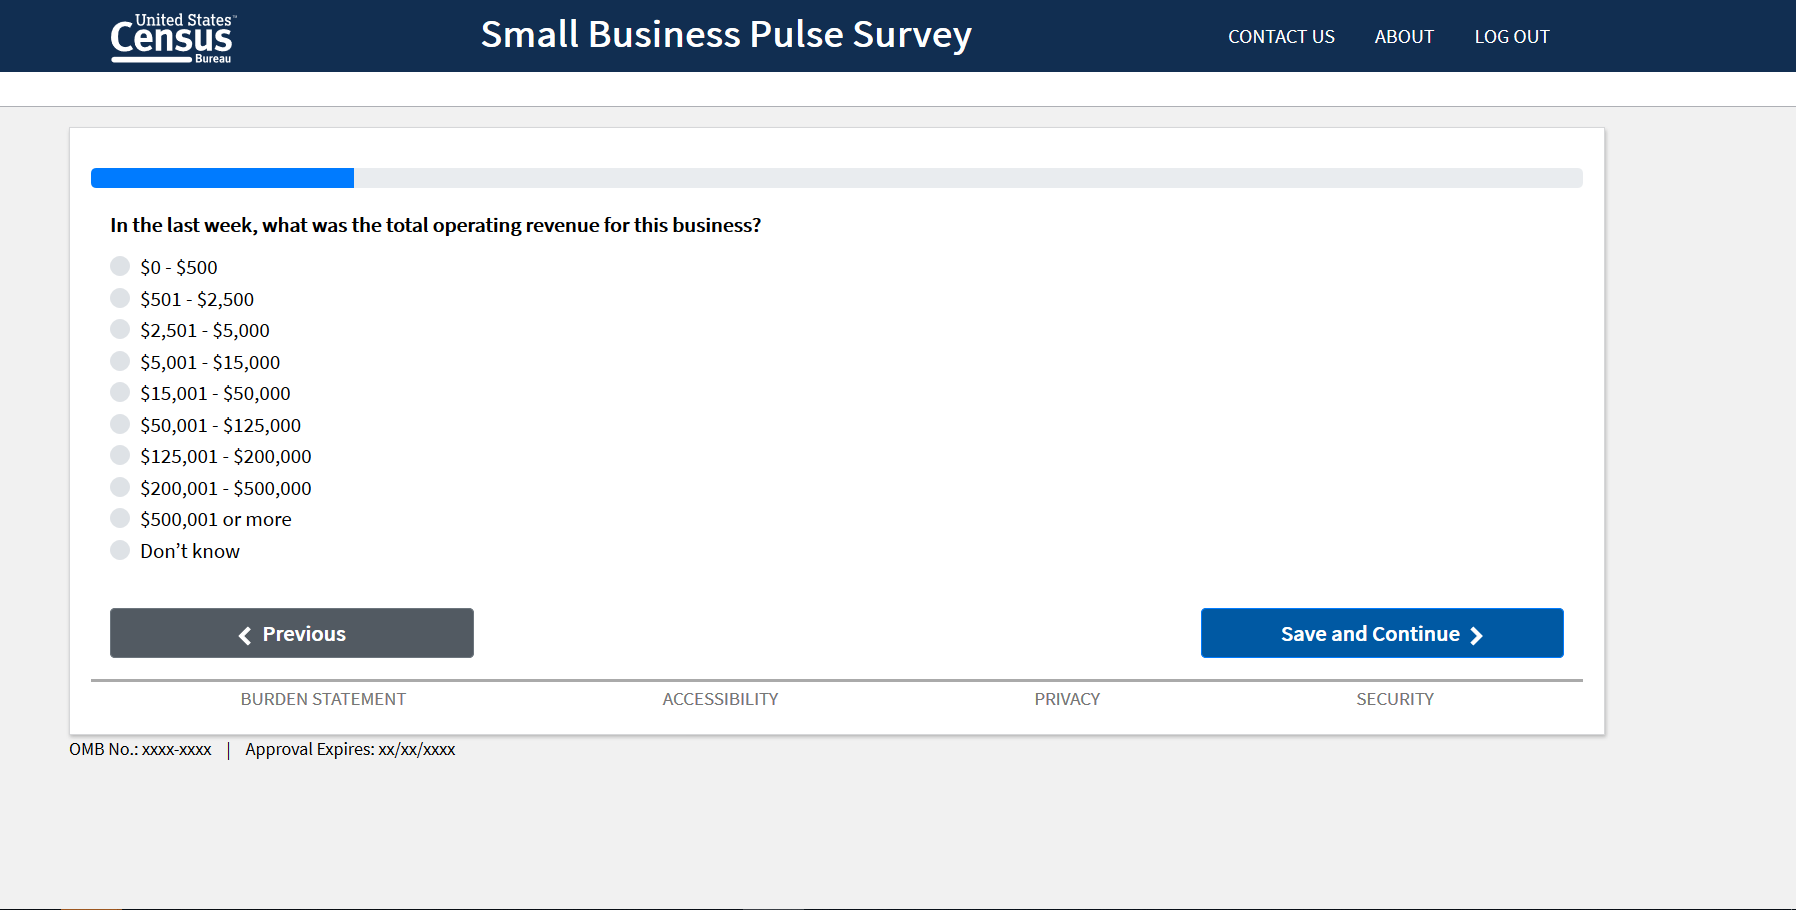 United States™
Census
Bureau
Small Business Pulse Survey
CONTACT US ABOUT LOG OUT
In the last week, what was the total operating revenue for this business?
$0 - $500
$501 - $2,500
$2,501 - $5,000
$5,001 - $15,000
$15,001 - $50,000
$50,001 - $125,000
$125,001 - $200,000
$200,001 - $500,000
$500,001 or more
Don’t know
Previous
Save and Continue
BURDEN STATEMENT ACCESSIBILITY PRIVACY SECURITY
OMB No.: xxxx-xxxx | Approval Expires: xx/xx/xxxx